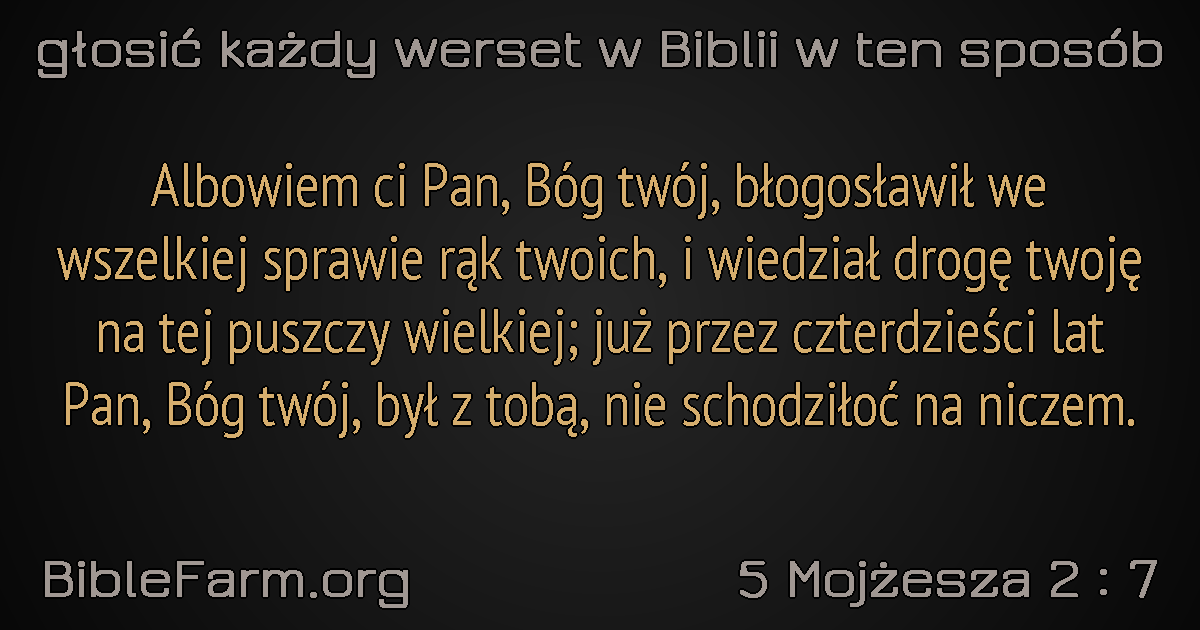 głosić każdy werset w Biblii w ten sposób
Albowiem ci Pan, Bóg twój, błogosławił we
wszelkiej sprawie rąk twoich, i wiedział drogę twoję
na tej puszczy wielkiej; już przez czterdzieści lat
Pan, Bóg twój, był z tobą, nie schodziłoć na niczem.
BibleFarm.org
5 Mojżesza 2 : 7